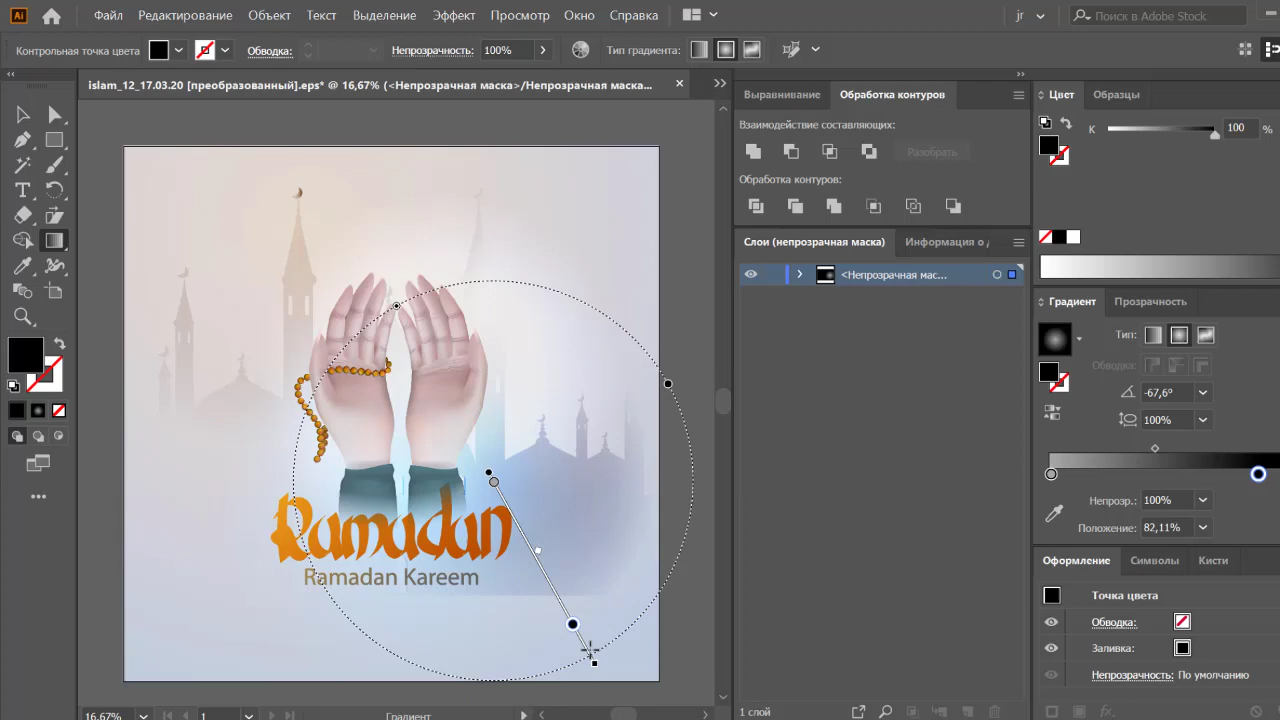 Ai
Файл Редактирование Объект Текст Выделение Эффект Просмотр Окно Справка
jr
Поиск в Adobe Stock
Контрольная точка цвета
Обводка:
Непрозрачность: 100%
Тип градиента:
islam_12_17.03.20 [преобразованный].eps* @ 16,67% (<Непрозрачная маска>/Непрозрачная маска...
Выравнивание Обработка контуров
Взаимодействие составляющих:
Разобрать
Обработка контуров:
Слои (непрозрачная маска) Информация о
<Непрозрачная мас...
1 слой
Цвет Образцы
K 100 %
Градиент Прозрачность
Тип:
Обводка:
-67,6°
100%
Непрозр.: 100%
Положение: 82,11%
Оформление Символы Кисти
Точка цвета
Обводка:
Заливка:
Непрозрачность: По умолчанию
fx
Ramadan
Ramadan Kareem
16,67% 1 Градиент